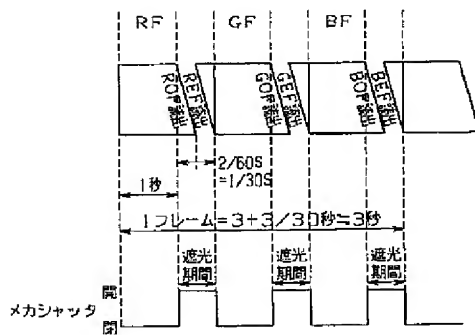 RF GF BF
ROF読出 REF読出 GOF読出 GEF読出 BOF読出 BEF読出
2/60S
=1/30S
1秒
1フレーム=3+3/30秒≒3秒
遮光期間 遮光期間 遮光期間
開
メカシャッタ
閉